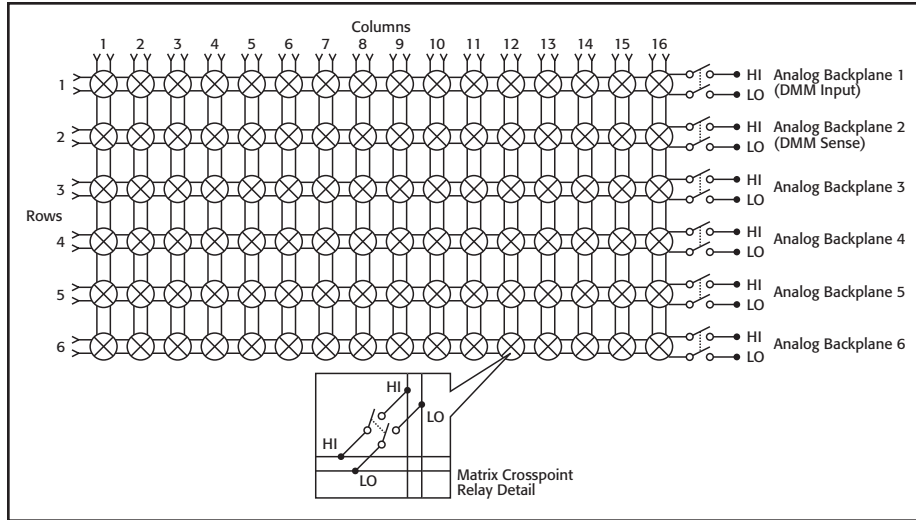 Columns
1 2 3 4 5 6 7 8 9 10 11 12 13 14 15 16
1
HI Analog Backplane 1
LO (DMM Input)
2
HI Analog Backplane 2
LO (DMM Sense)
3
HI
LO Analog Backplane 3
Rows
4
HI
LO Analog Backplane 4
5
HI
LO Analog Backplane 5
6
HI
LO Analog Backplane 6
HI
LO
HI
LO
Matrix Crosspoint
Relay Detail